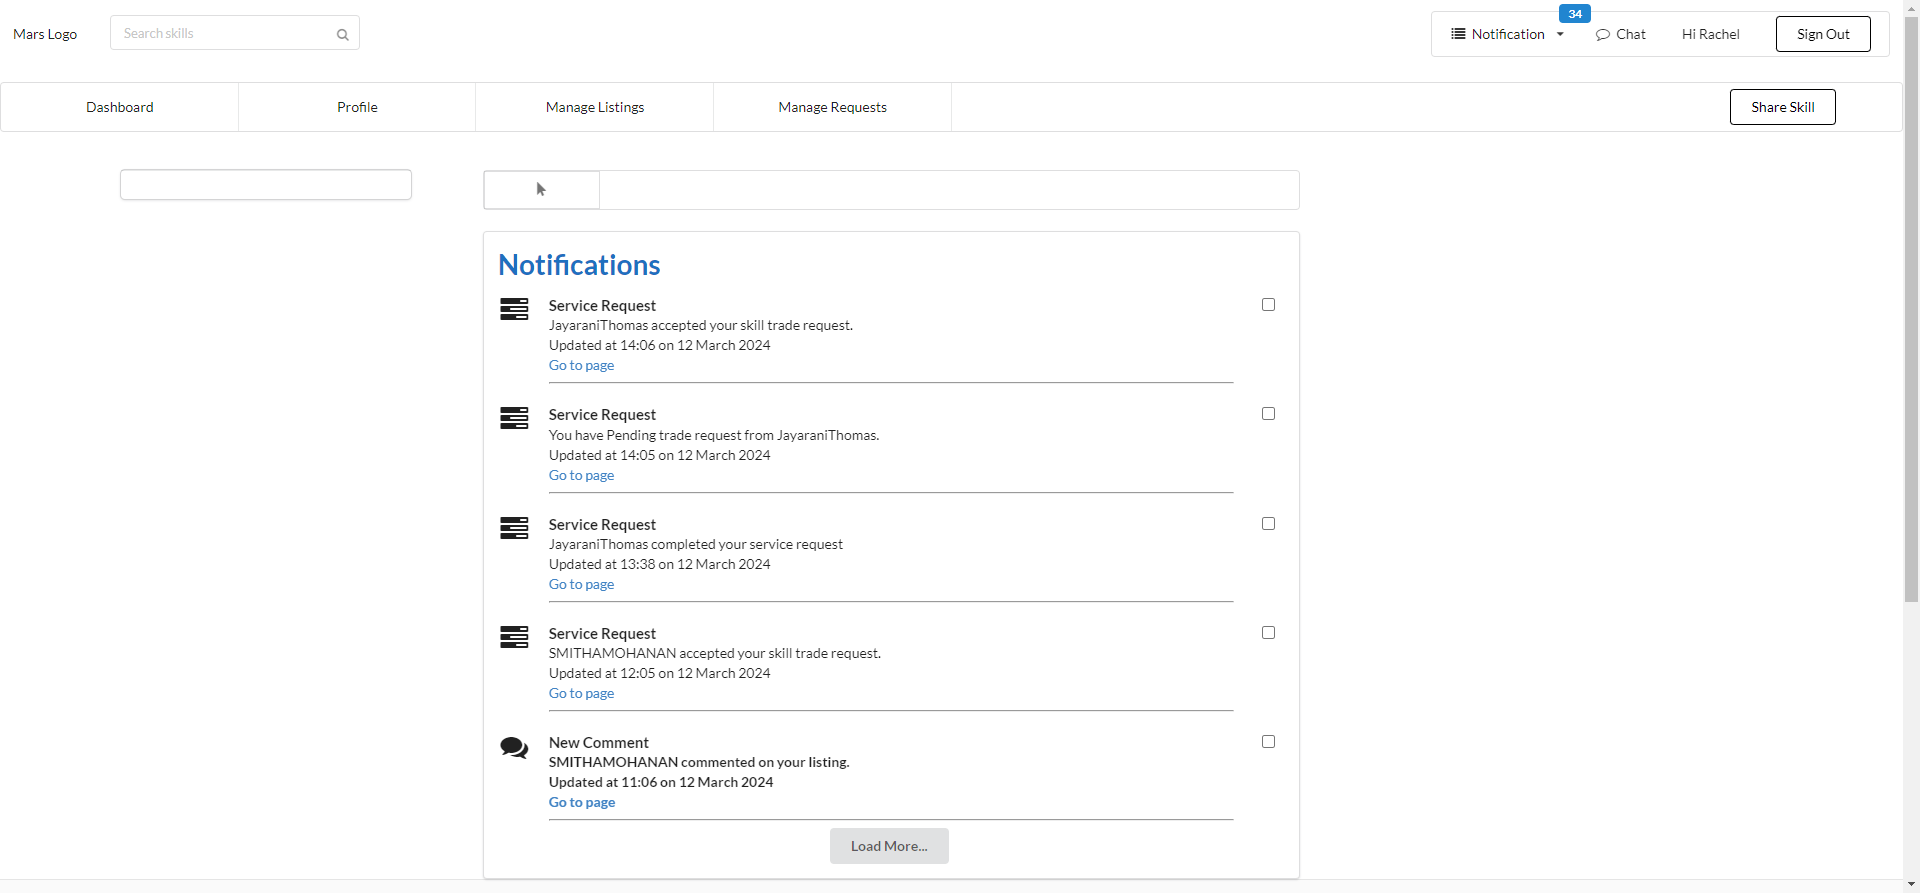 Mars Logo
Search skills
34
Notification
Chat
Hi Rachel
Sign Out
Dashboard
Profile
Manage Listings
Manage Requests
Share Skill
Notifications
Service Request
JayaraniThomas accepted your skill trade request.
Updated at 14:06 on 12 March 2024
Go to page
Service Request
You have Pending trade request from JayaraniThomas.
Updated at 14:05 on 12 March 2024
Go to page
Service Request
JayaraniThomas completed your service request
Updated at 13:38 on 12 March 2024
Go to page
Service Request
SMITHAMOHANAN accepted your skill trade request.
Updated at 12:05 on 12 March 2024
Go to page
New Comment
SMITHAMOHANAN commented on your listing.
Updated at 11:06 on 12 March 2024
Go to page
Load More...